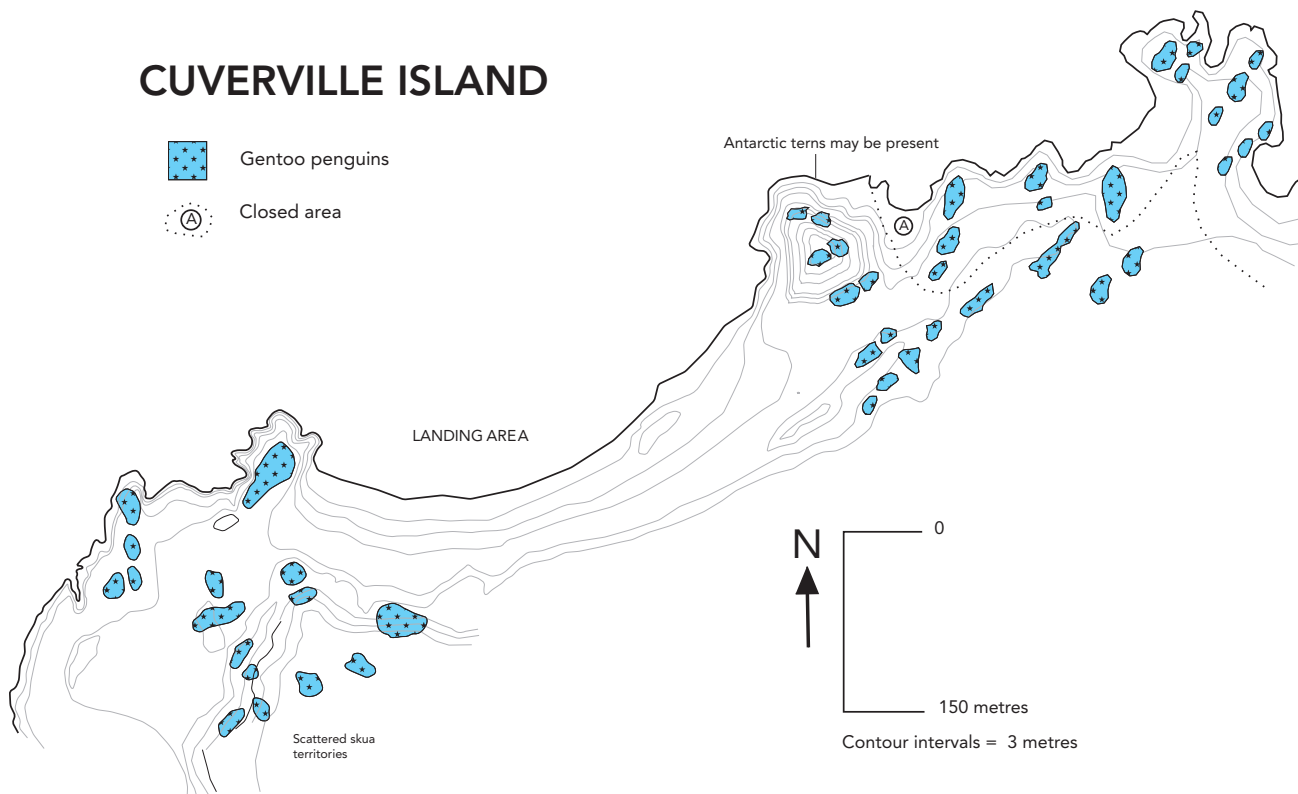 CUVERVILLE ISLAND
Gentoo penguins
A
Closed area
Antarctic terns may be present
A
LANDING AREA
N
0
150 metres
Contour intervals = 3 metres
Scattered skua
territories